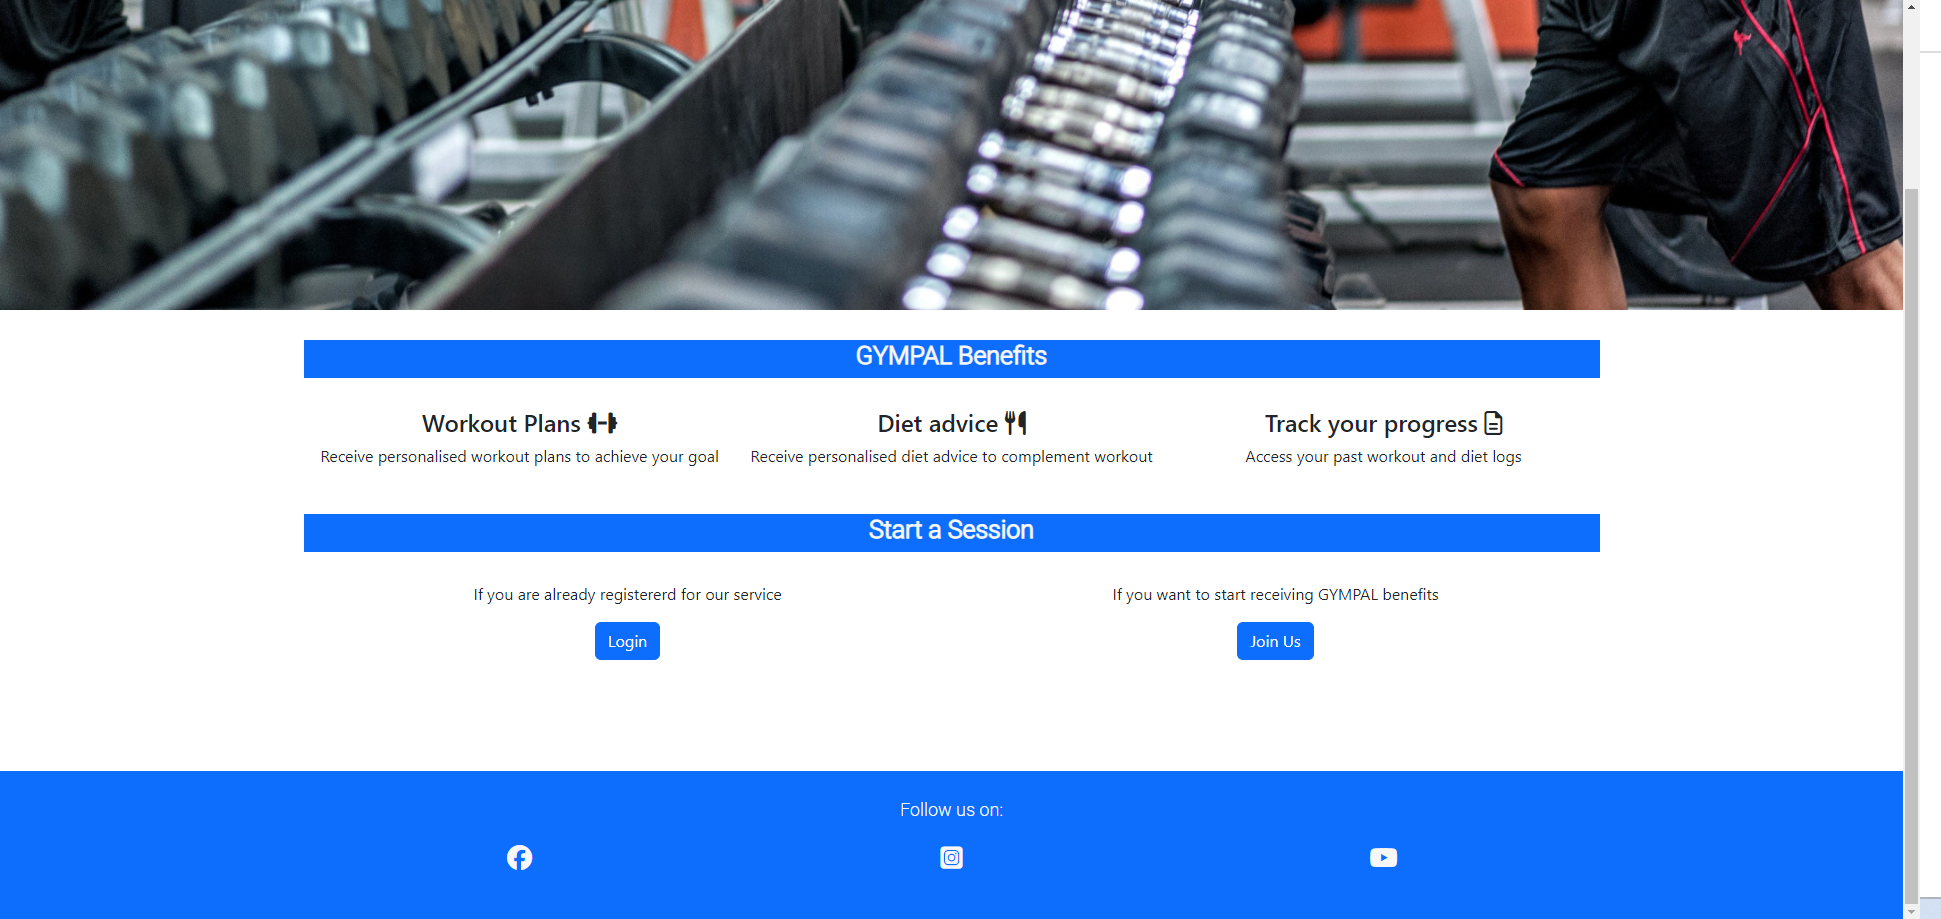 GYMPAL Benefits
Workout Plans
Diet advice
Track your progress
Receive personalised workout plans to achieve your goal
Receive personalised diet advice to complement workout
Access your past workout and diet logs
Start a Session
If you are already registererd for our service
If you want to start receiving GYMPAL benefits
Login
Join Us
Follow us on: